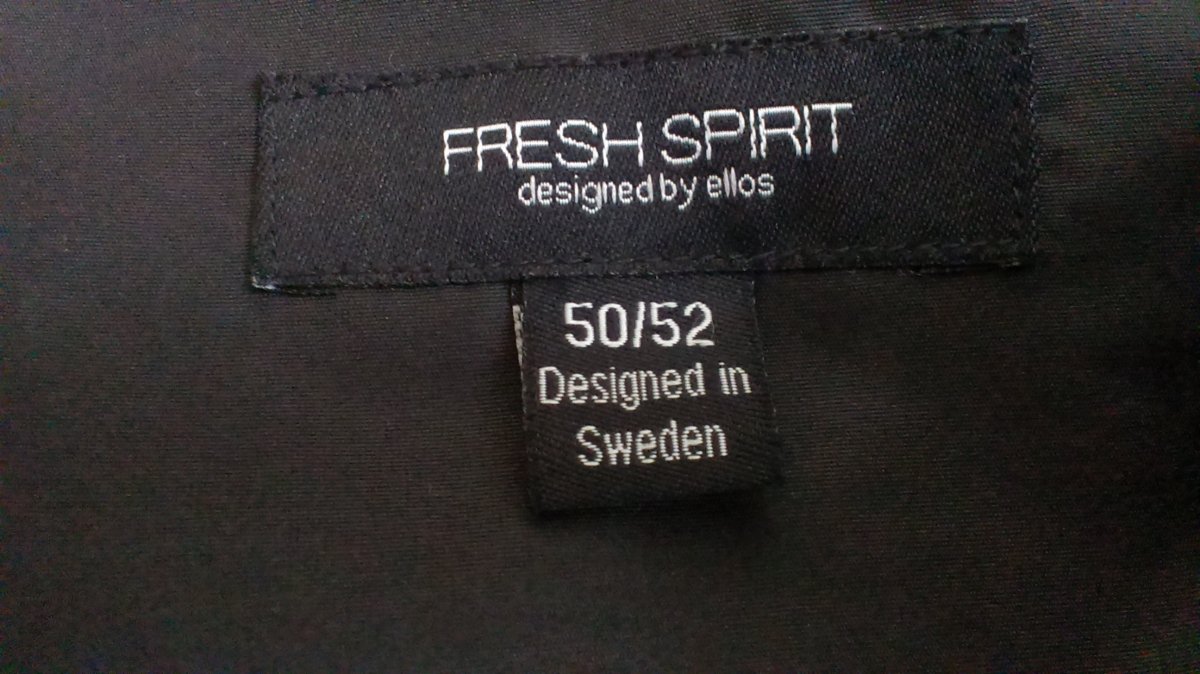 FRESH SPIRIT
designed by ellos
50/52
Designed in
Sweden